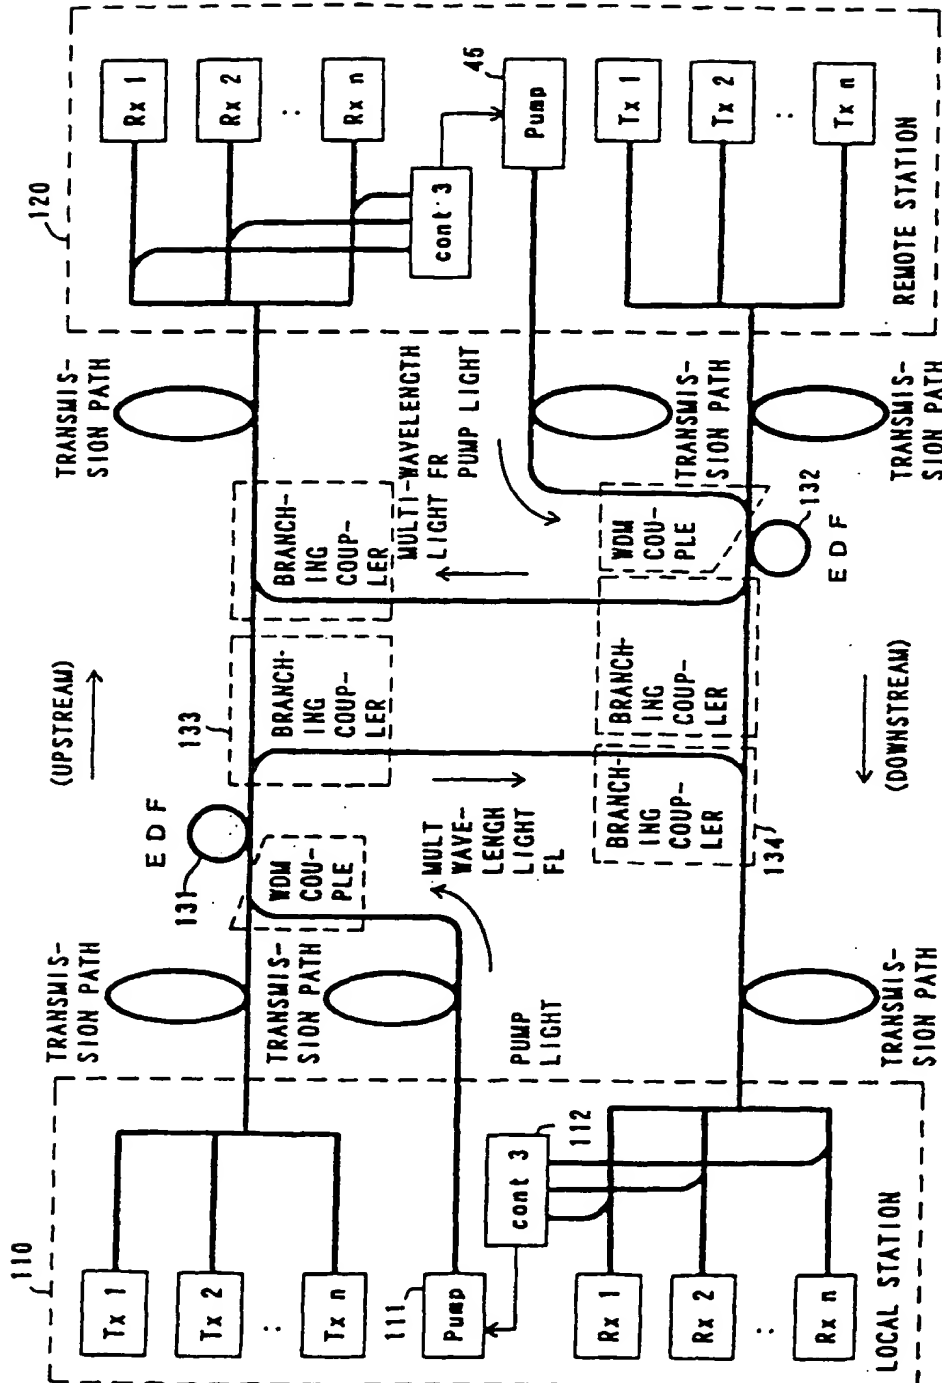 110
Tx 1
Tx 2
:
Tx n
111
Pump
cont 3
112
Rx 1
Rx 2
:
Rx n
LOCAL STATION
TRANSMIS-
SION PATH
TRANSMIS-
SION PATH
PUMP
LIGHT
TRANSMIS-
SION PATH
EDF
131
WDM
COU-
PLE
MULT
WAVE-
LENGH
LIGHT
FL
(UPSTREAM)
133
BRANCH-
ING
COUP-
LER
BRANCH-
ING
COUP-
LER
BRANCH-
ING COUP-
LER
134
BRANCH-
ING
COUP-
LER
(DOWNSTREAM)
MULTI-WAVELENGTH
LIGHT FR
PUMP LIGHT
WDM
COU-
PLE
132
EDF
TRANSMIS-
SION PATH
TRANSMIS-
SION PATH
TRANSMIS-
SION PATH
120
Rx 1
Rx 2
:
Rx n
cont 3
45
Pump
Tx 1
Tx 2
:
Tx n
REMOTE STATION